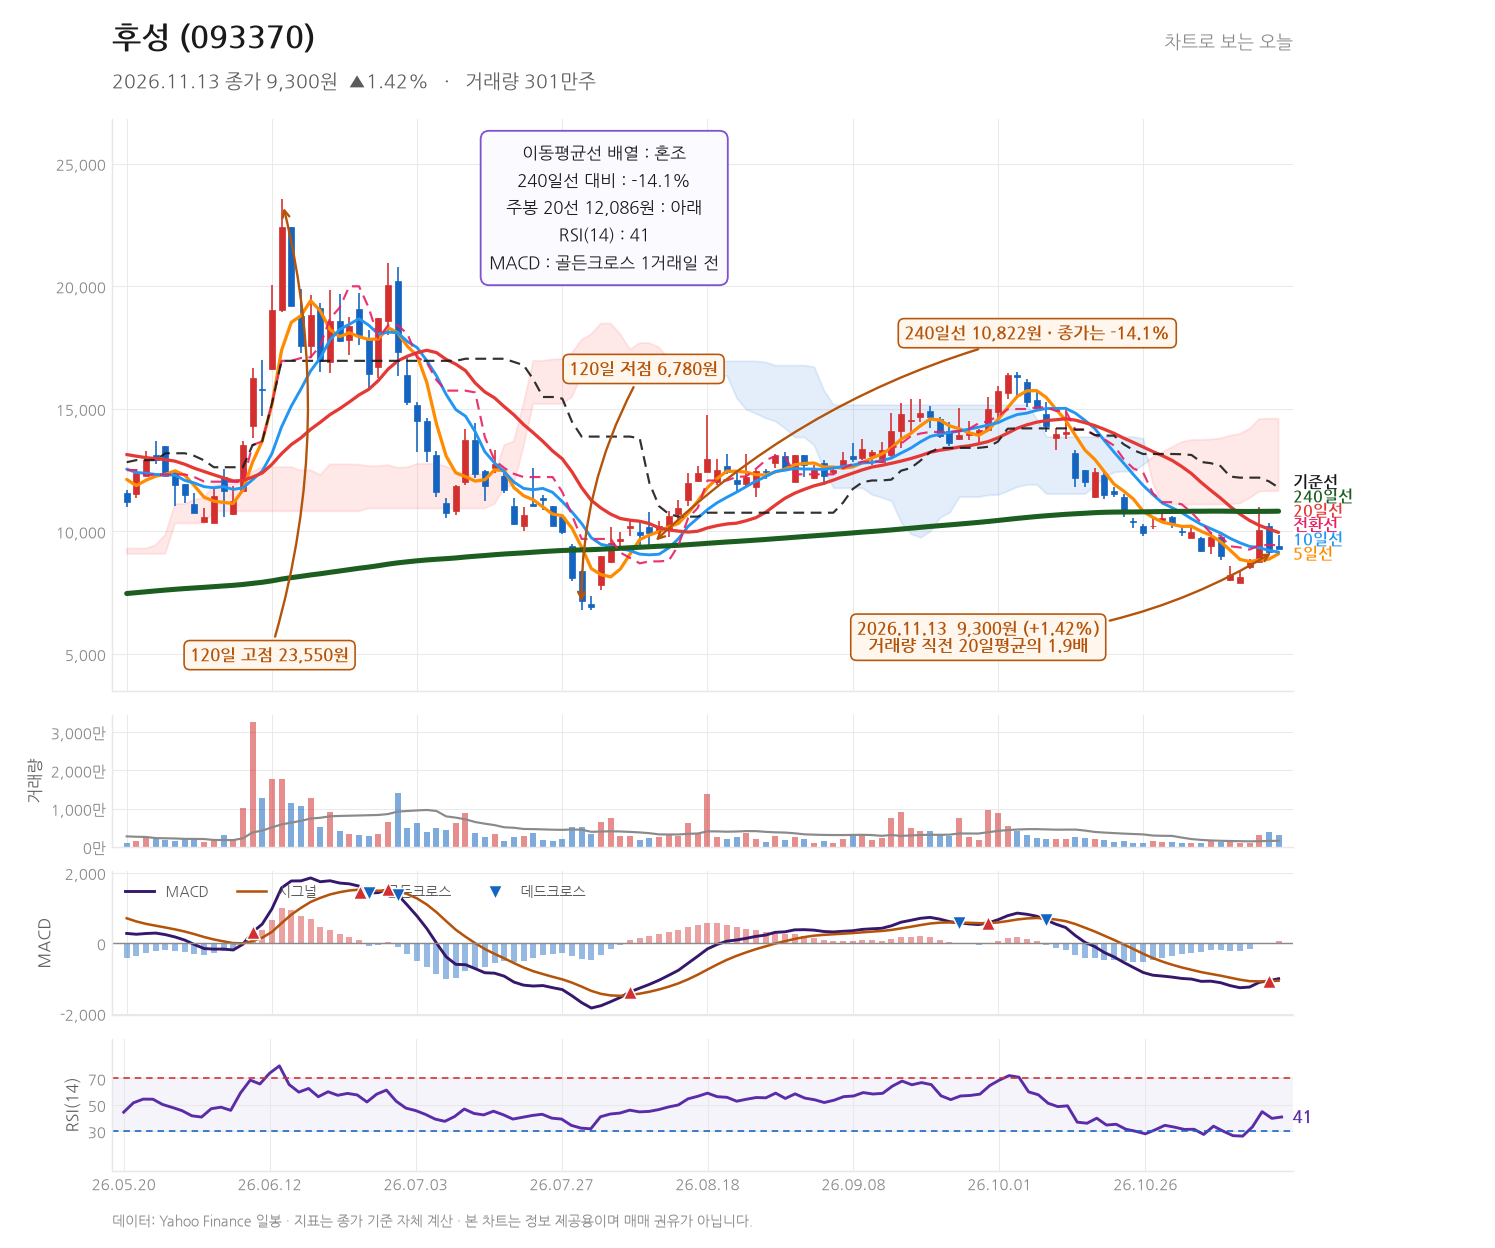 후성 (093370)
차트로 보는 오늘
2026.11.13 종가 9,300원 ▲1.42% · 거래량 301만주
이동평균선 배열 : 혼조
240일선 대비 : -14.1%
주봉 20선 12,086원 : 아래
RSI(14) : 41
MACD : 골든크로스 1거래일 전
25,000
20,000
15,000
10,000
5,000
240일선 10,822원 · 종가는 -14.1%
120일 저점 6,780원
120일 고점 23,550원
2026.11.13 9,300원 (+1.42%)
거래량 직전 20일평균의 1.9배
기준선
240일선
20일선
전환선
10일선
5일선
거래량
3,000만
2,000만
1,000만
0만
MACD
2,000
0
-2,000
MACD
시그널
골든크로스
데드크로스
RSI(14)
70
50
30
41
26.05.20
26.06.12
26.07.03
26.07.27
26.08.18
26.09.08
26.10.01
26.10.26
데이터: Yahoo Finance 일봉 · 지표는 종가 기준 자체 계산 · 본 차트는 정보 제공용이며 매매 권유가 아닙니다.